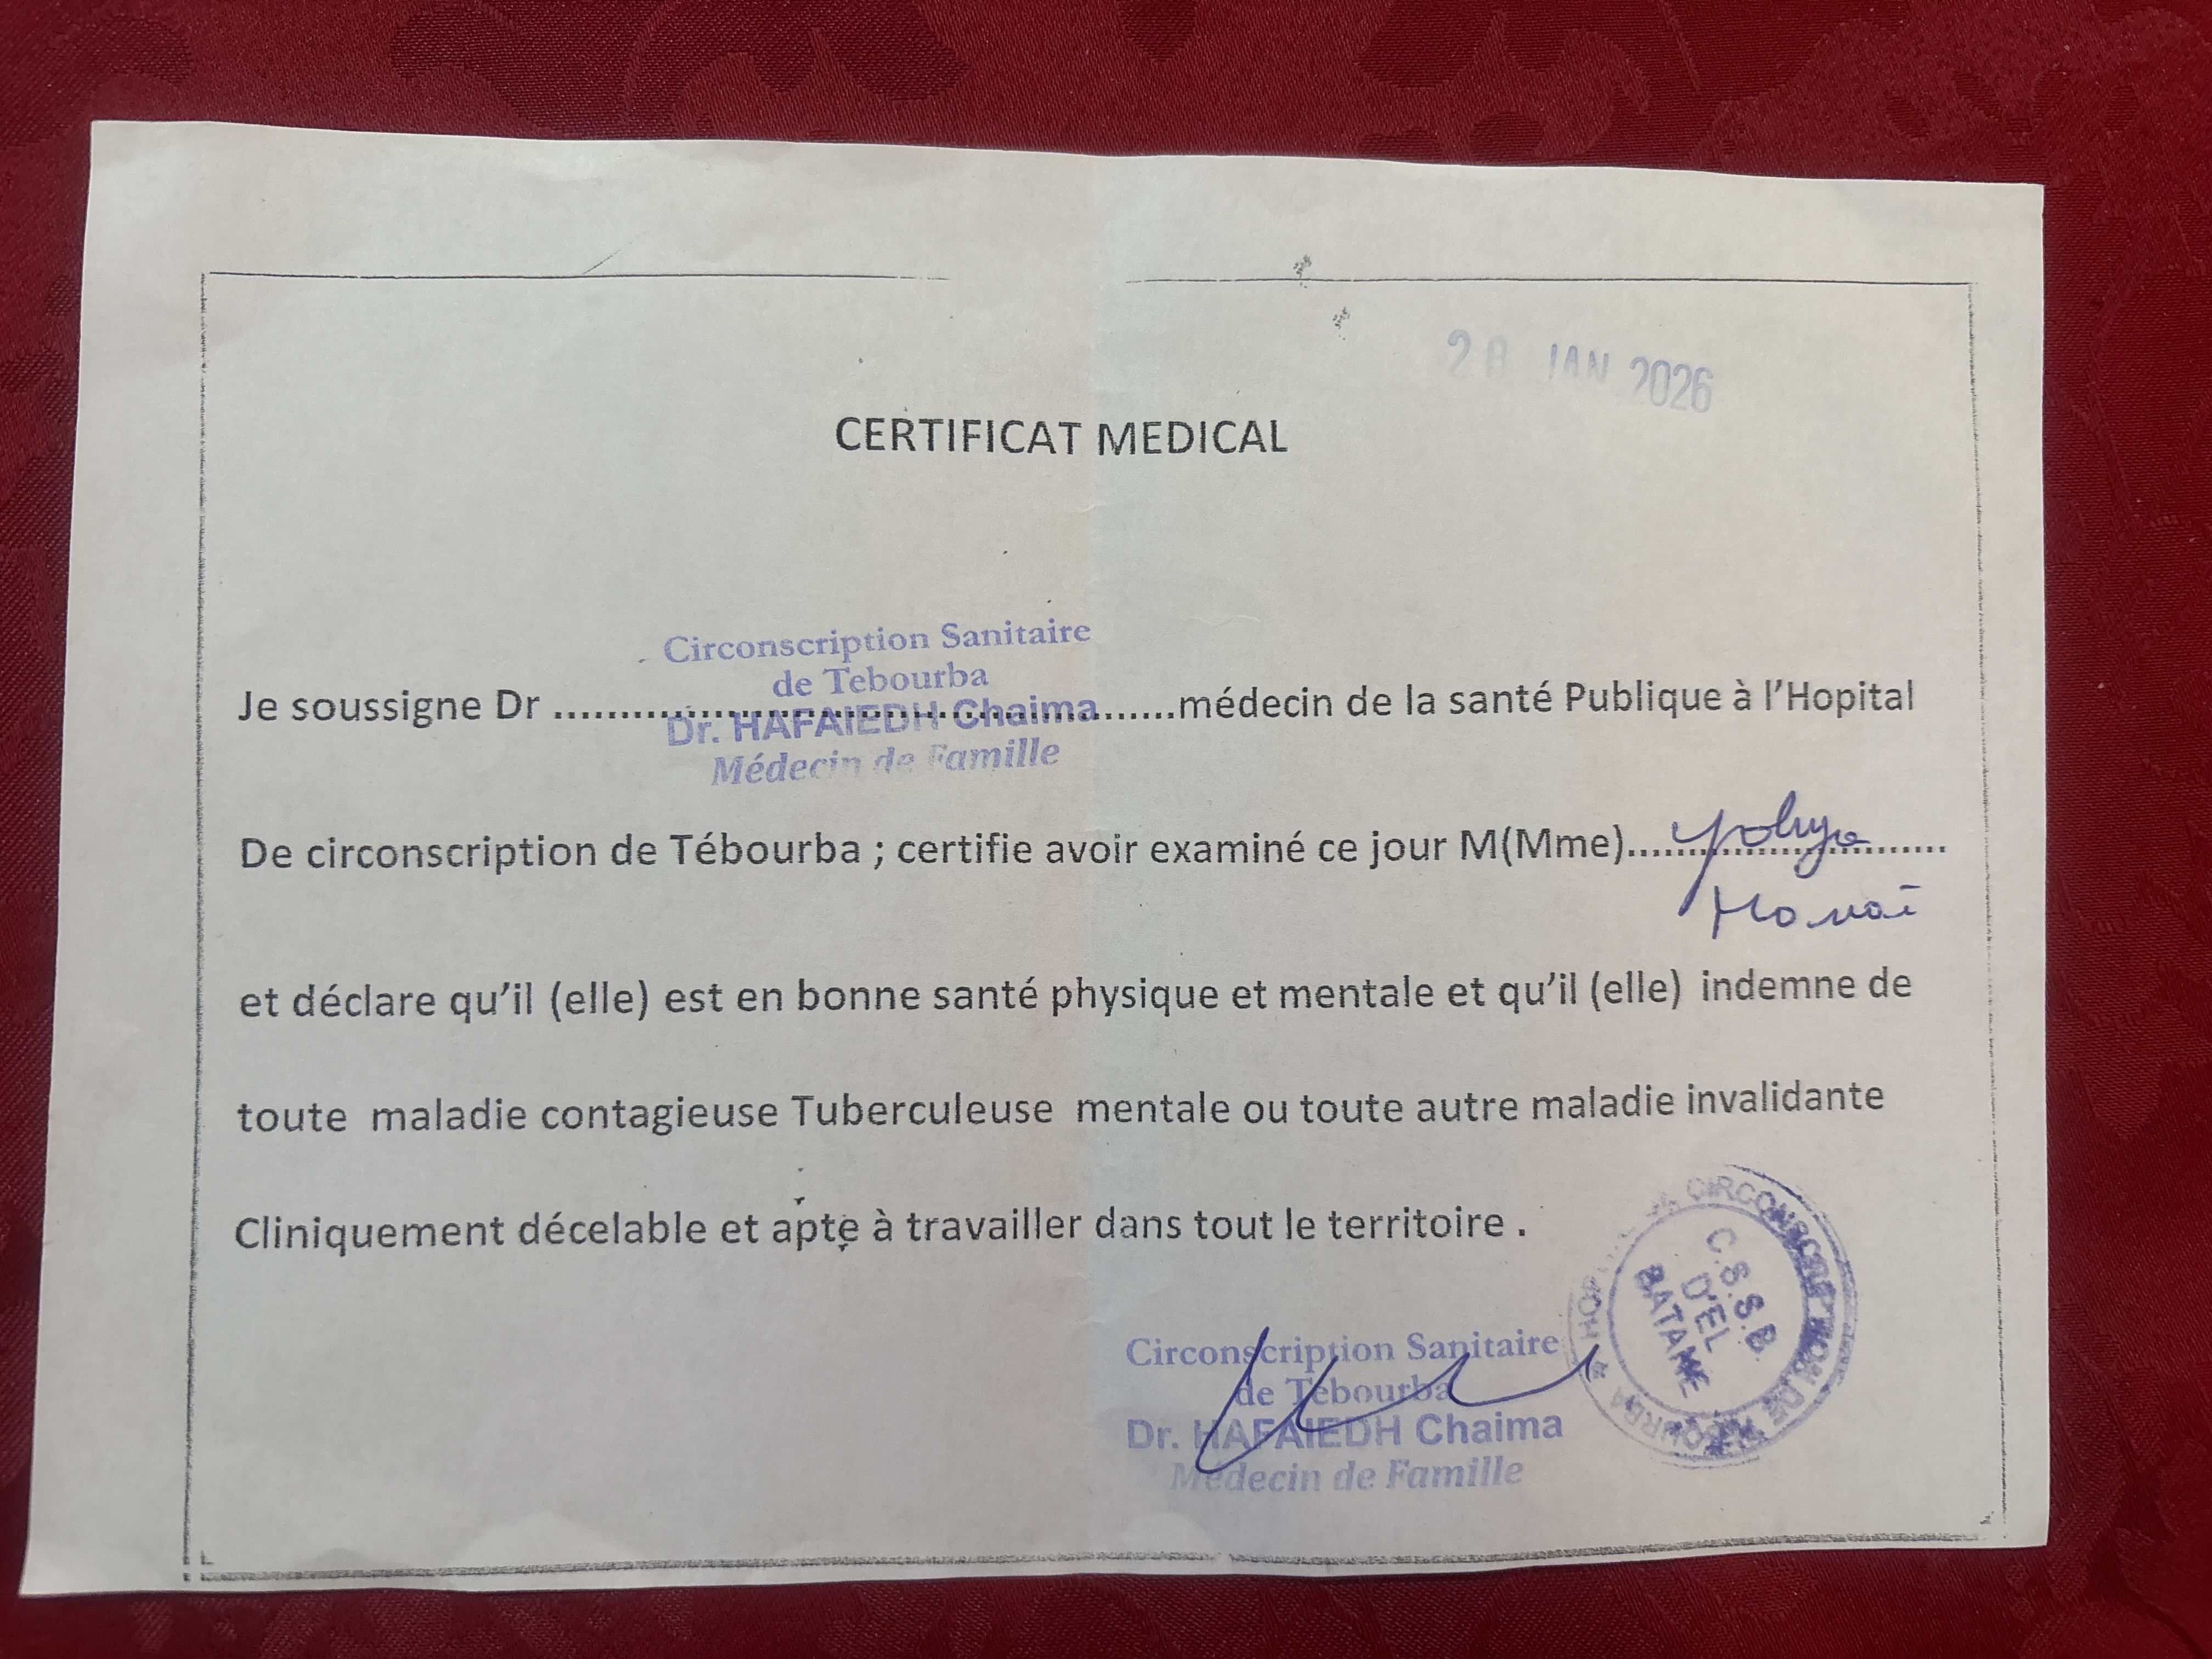 28 JAN 2026
CERTIFICAT MEDICAL
Circonscription Sanitaire
de Tebourba
Je soussigne Dr ................................................médecin de la santé Publique à l'Hopital
Dr. HAFAIEDH Chaima
Médecin de Famille
De circonscription de Tébourba ; certifie avoir examiné ce jour M(Mme)..........................
et déclare qu'il (elle) est en bonne santé physique et mentale et qu'il (elle) indemne de
toute maladie contagieuse Tuberculeuse mentale ou toute autre maladie invalidante
Cliniquement décelable et apte à travailler dans tout le territoire .
Circonscription Sanitaire
de Tebourba
Dr. HAFAIEDH Chaima
Médecin de Famille
C.S.S.B.
D'EL
BATANE